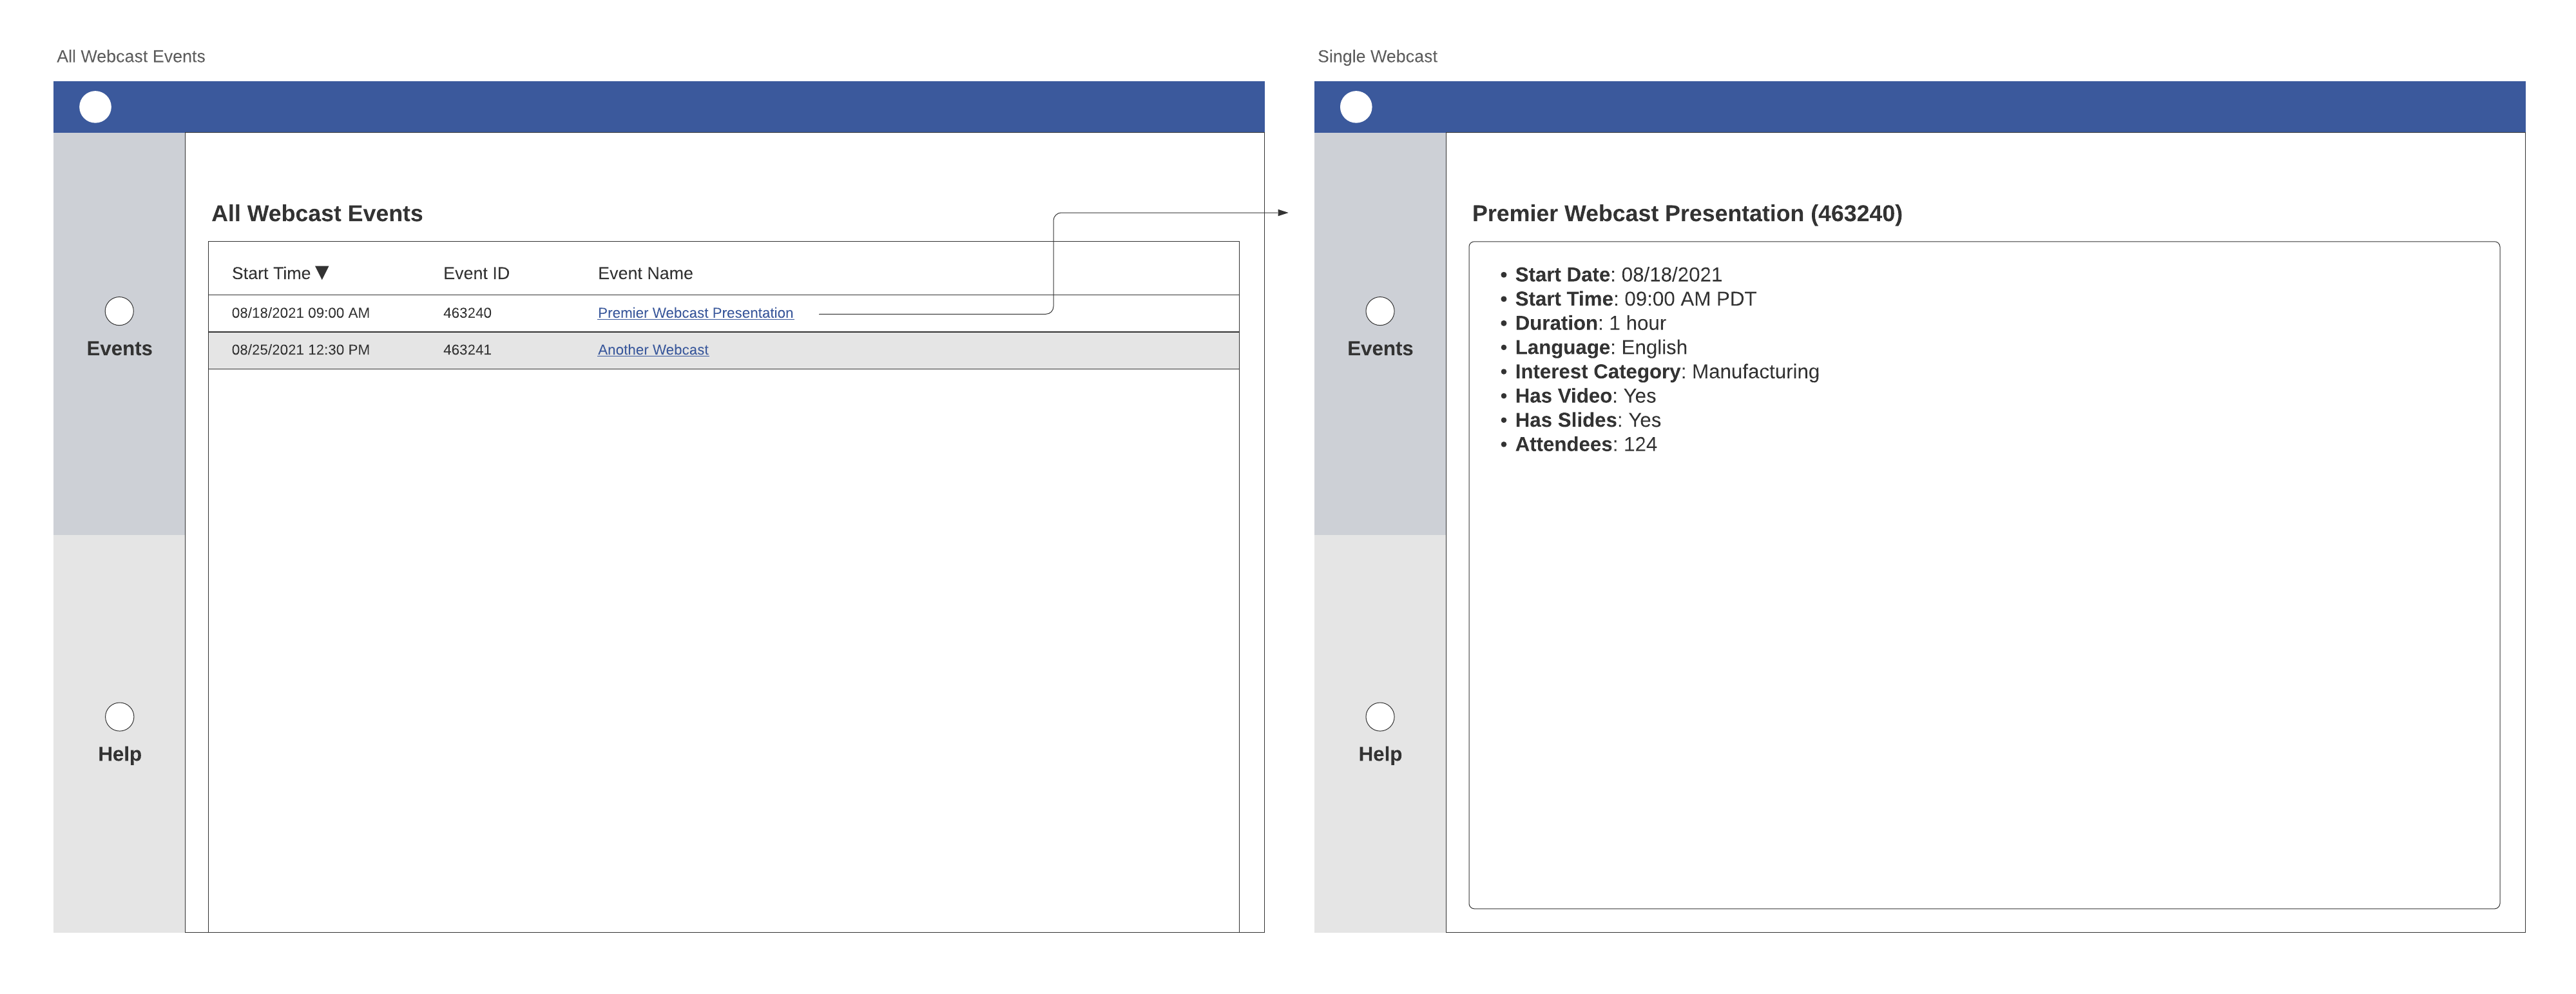 All Webcast Events
Events
Help
All Webcast Events
Start Time ▼ Event ID Event Name
08/18/2021 09:00 AM 463240 Premier Webcast Presentation
08/25/2021 12:30 PM 463241 Another Webcast
Single Webcast
Events
Help
Premier Webcast Presentation (463240)
• Start Date: 08/18/2021
• Start Time: 09:00 AM PDT
• Duration: 1 hour
• Language: English
• Interest Category: Manufacturing
• Has Video: Yes
• Has Slides: Yes
• Attendees: 124